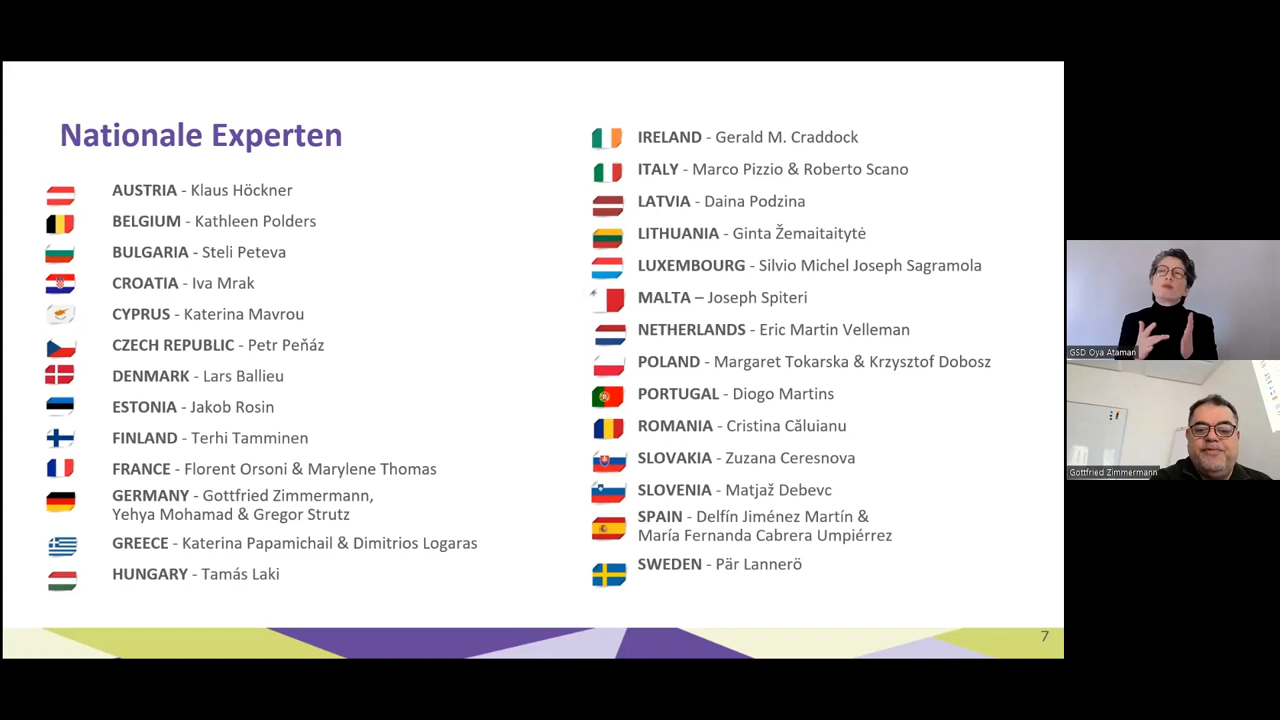 Nationale Experten
AUSTRIA - Klaus Höckner
BELGIUM - Kathleen Polders
BULGARIA - Steli Peteva
CROATIA - Iva Mrak
CYPRUS - Katerina Mavrou
CZECH REPUBLIC - Petr Peňáz
DENMARK - Lars Ballieu
ESTONIA - Jakob Rosin
FINLAND - Terhi Tamminen
FRANCE - Florent Orsoni & Marylene Thomas
GERMANY - Gottfried Zimmermann,
Yehya Mohamad & Gregor Strutz
GREECE - Katerina Papamichail & Dimitrios Logaras
HUNGARY - Tamás Laki
IRELAND - Gerald M. Craddock
ITALY - Marco Pizzio & Roberto Scano
LATVIA - Daina Podzina
LITHUANIA - Ginta Žemaitaitytė
LUXEMBOURG - Silvio Michel Joseph Sagramola
MALTA – Joseph Spiteri
NETHERLANDS - Eric Martin Velleman
POLAND - Margaret Tokarska & Krzysztof Dobosz
PORTUGAL - Diogo Martins
ROMANIA - Cristina Căluianu
SLOVAKIA - Zuzana Ceresnova
SLOVENIA - Matjaž Debevc
SPAIN - Delfín Jiménez Martín &
María Fernanda Cabrera Umpiérrez
SWEDEN - Pär Lannerö
7
GSD Oya Ataman
Gottfried Zimmermann